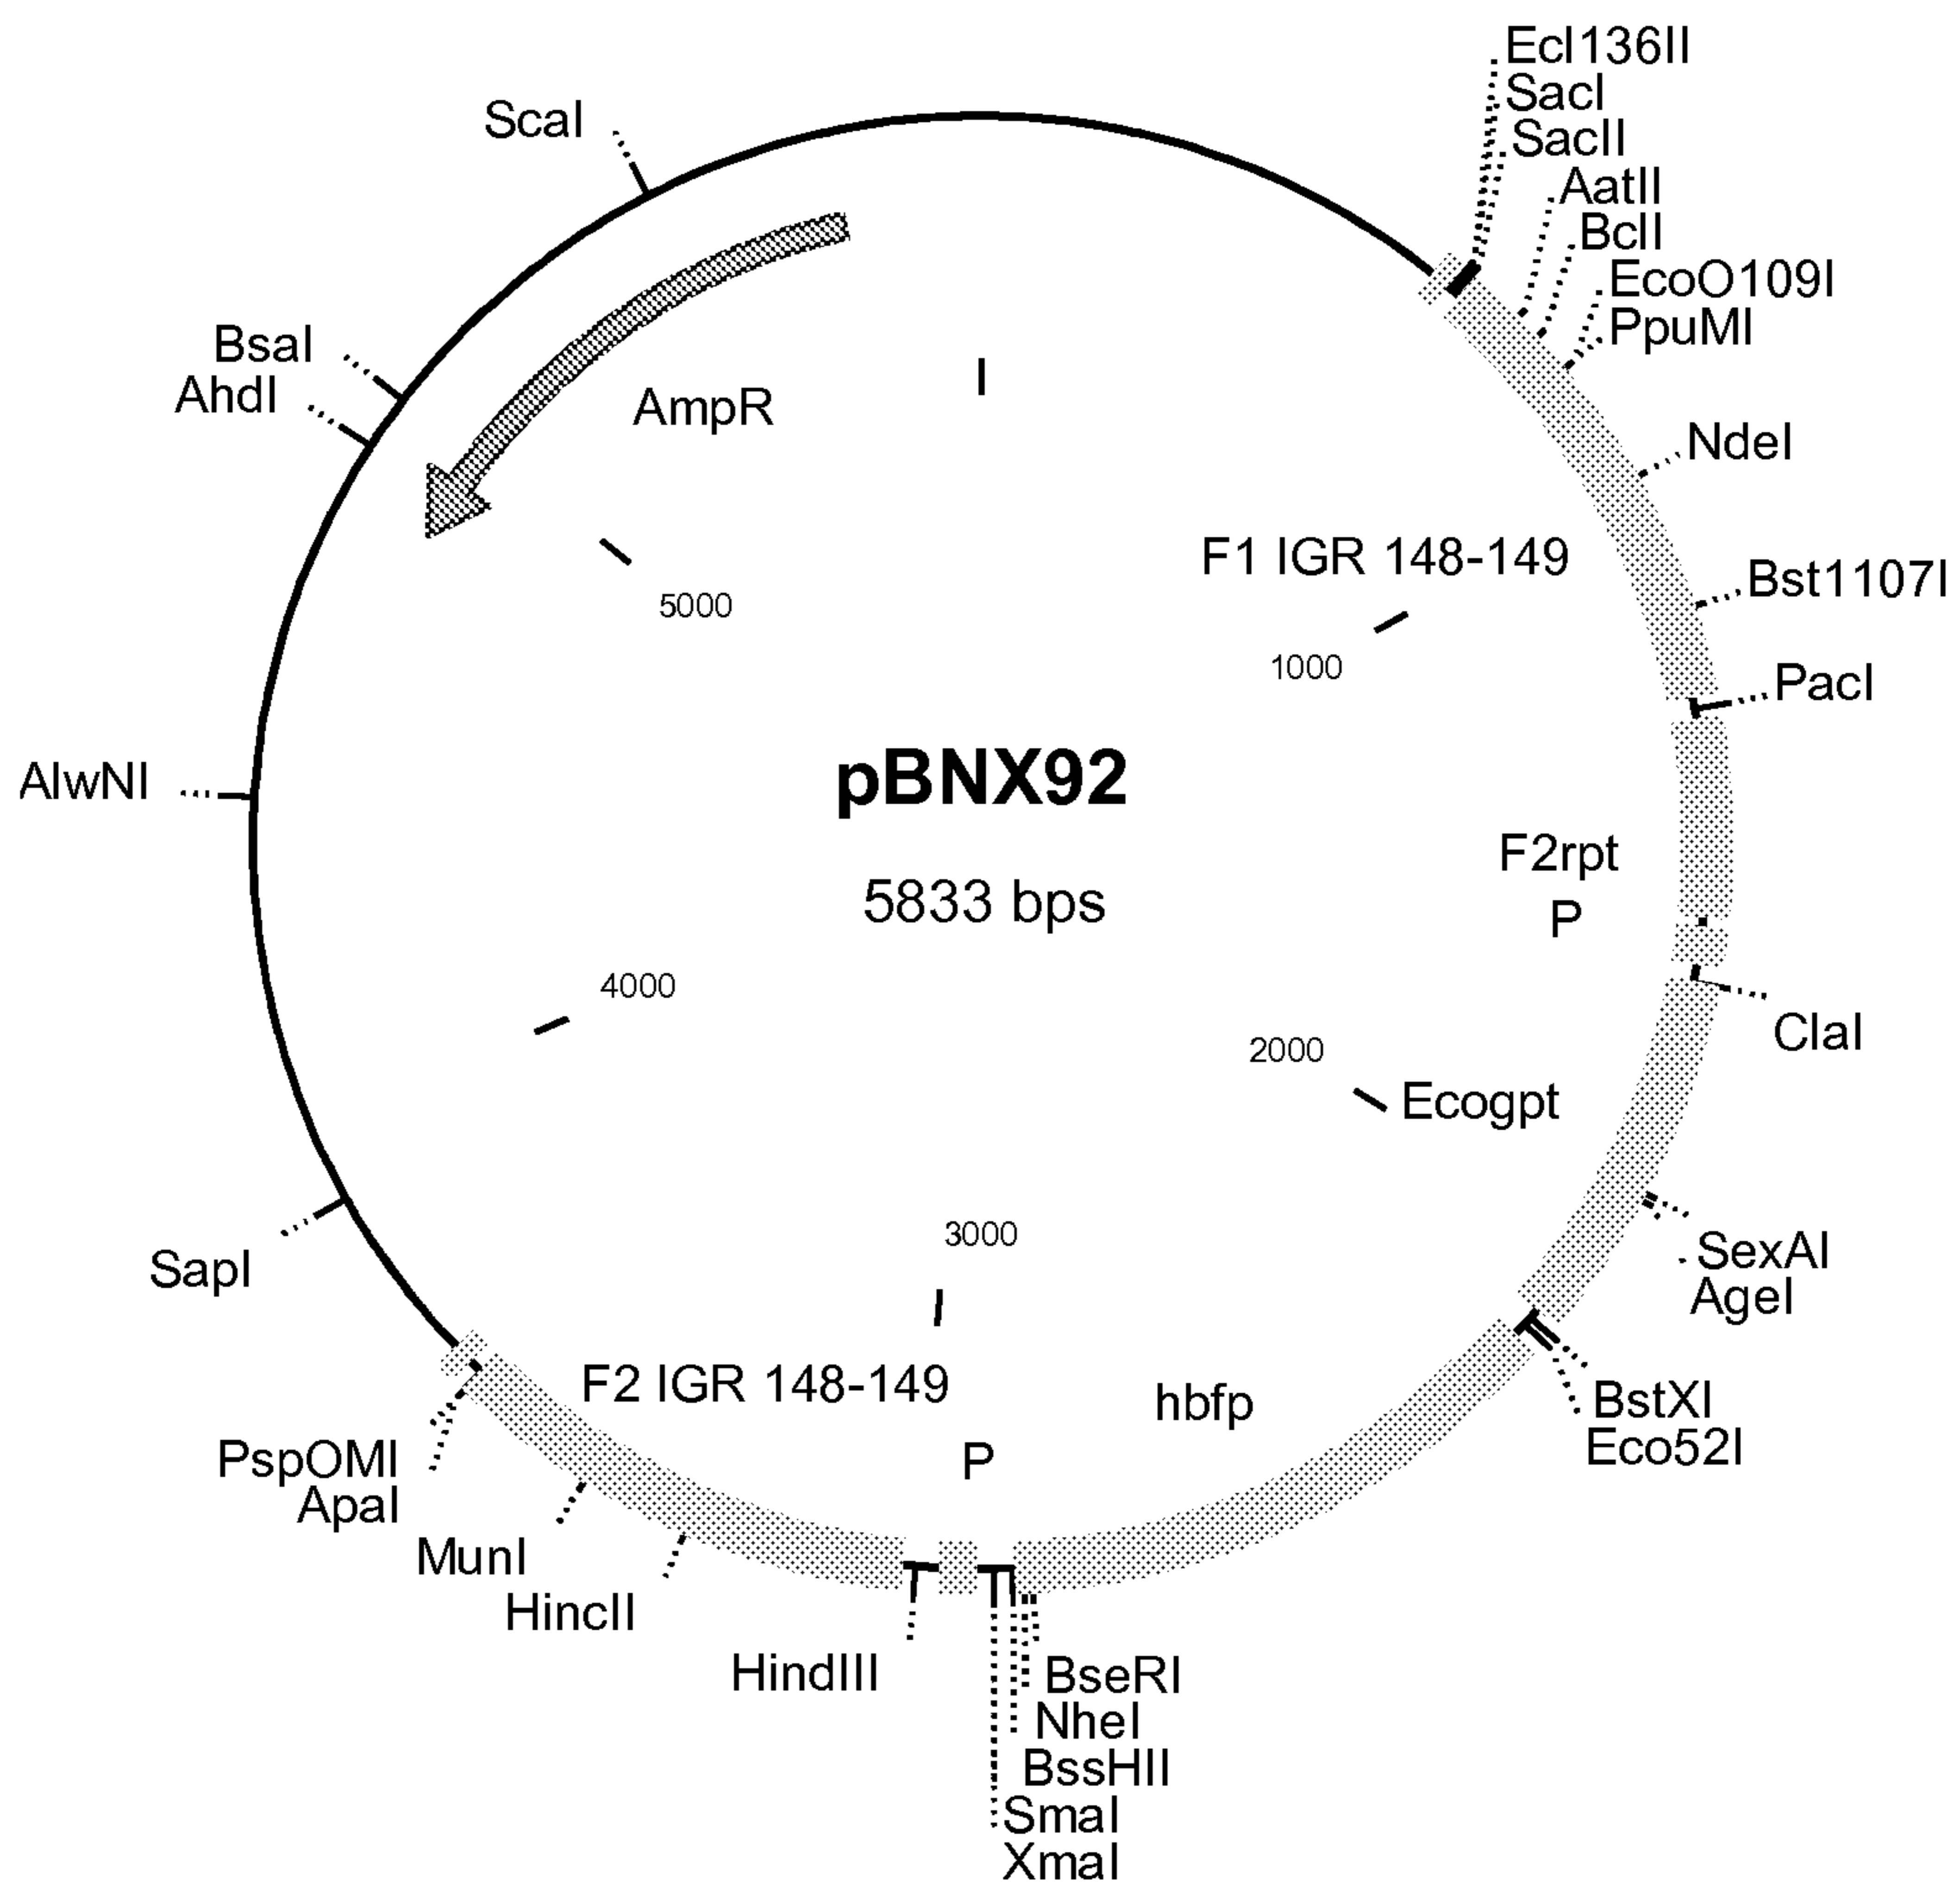 Ecl136II
SacI
SacII
AatII
BclI
EcoO109I
PpuMI
ScaI
BsaI
AhdI
AmpR
NdeI
F1 IGR 148-149
Bst1107I
5000
1000
PacI
AlwNI
pBNX92
5833 bps
F2rpt
P
4000
2000
ClaI
Ecogpt
SapI
3000
SexAI
AgeI
F2 IGR 148-149
hbfp
BstXI
Eco52I
P
PspOMI
ApaI
MunI
HincII
HindIII
BseRI
NheI
BssHII
SmaI
XmaI